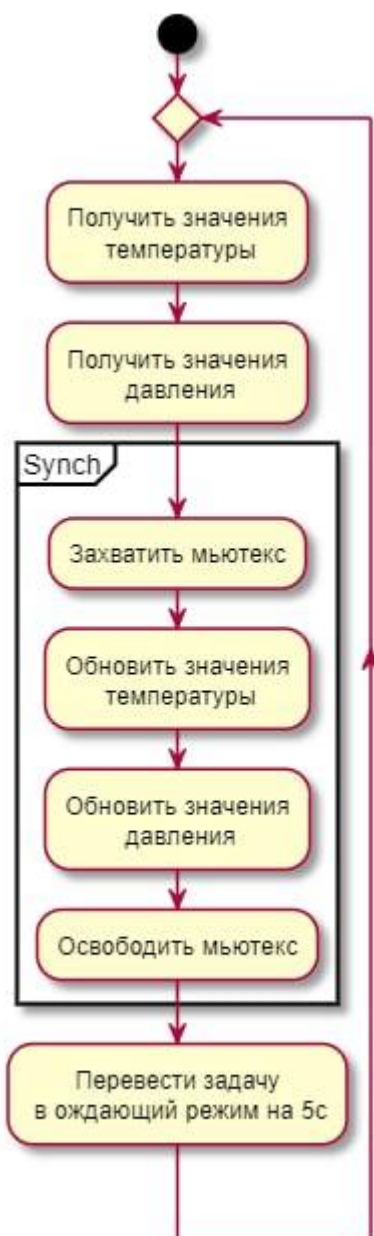 Получить значения
температуры
Получить значения
давления
Synch
Захватить мьютекс
Обновить значения
температуры
Обновить значения
давления
Освободить мьютекс
Перевести задачу
в ождающий режим на 5с